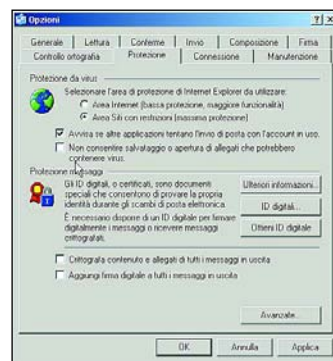 Opzioni
Generale Lettura Conferme Invio Composizione Firma
Controllo ortografia Protezione Connessione Manutenzione
Protezione da virus
Selezionare l'area di protezione di Internet Explorer da utilizzare:
Area Internet (bassa protezione, maggiore funzionalità)
Area Siti con restrizioni (massima protezione)
Avvisa se altre applicazioni tentano l'invio di posta con l'account in uso.
Non consentire salvataggio o apertura di allegati che potrebbero
contenere virus.
Protezione messaggi
Gli ID digitali, o certificati, sono documenti
speciali che consentono di provare la propria
identità durante gli scambi di posta elettronica.
Ulteriori informazioni...
È necessario disporre di un ID digitale per firmare
digitalmente i messaggi o ricevere messaggi
crittografati.
ID digitali...
Ottieni ID digitale
Crittografa contenuto e allegati di tutti i messaggi in uscita
Aggiungi firma digitale a tutti i messaggi in uscita
Avanzate...
OK Annulla Applica